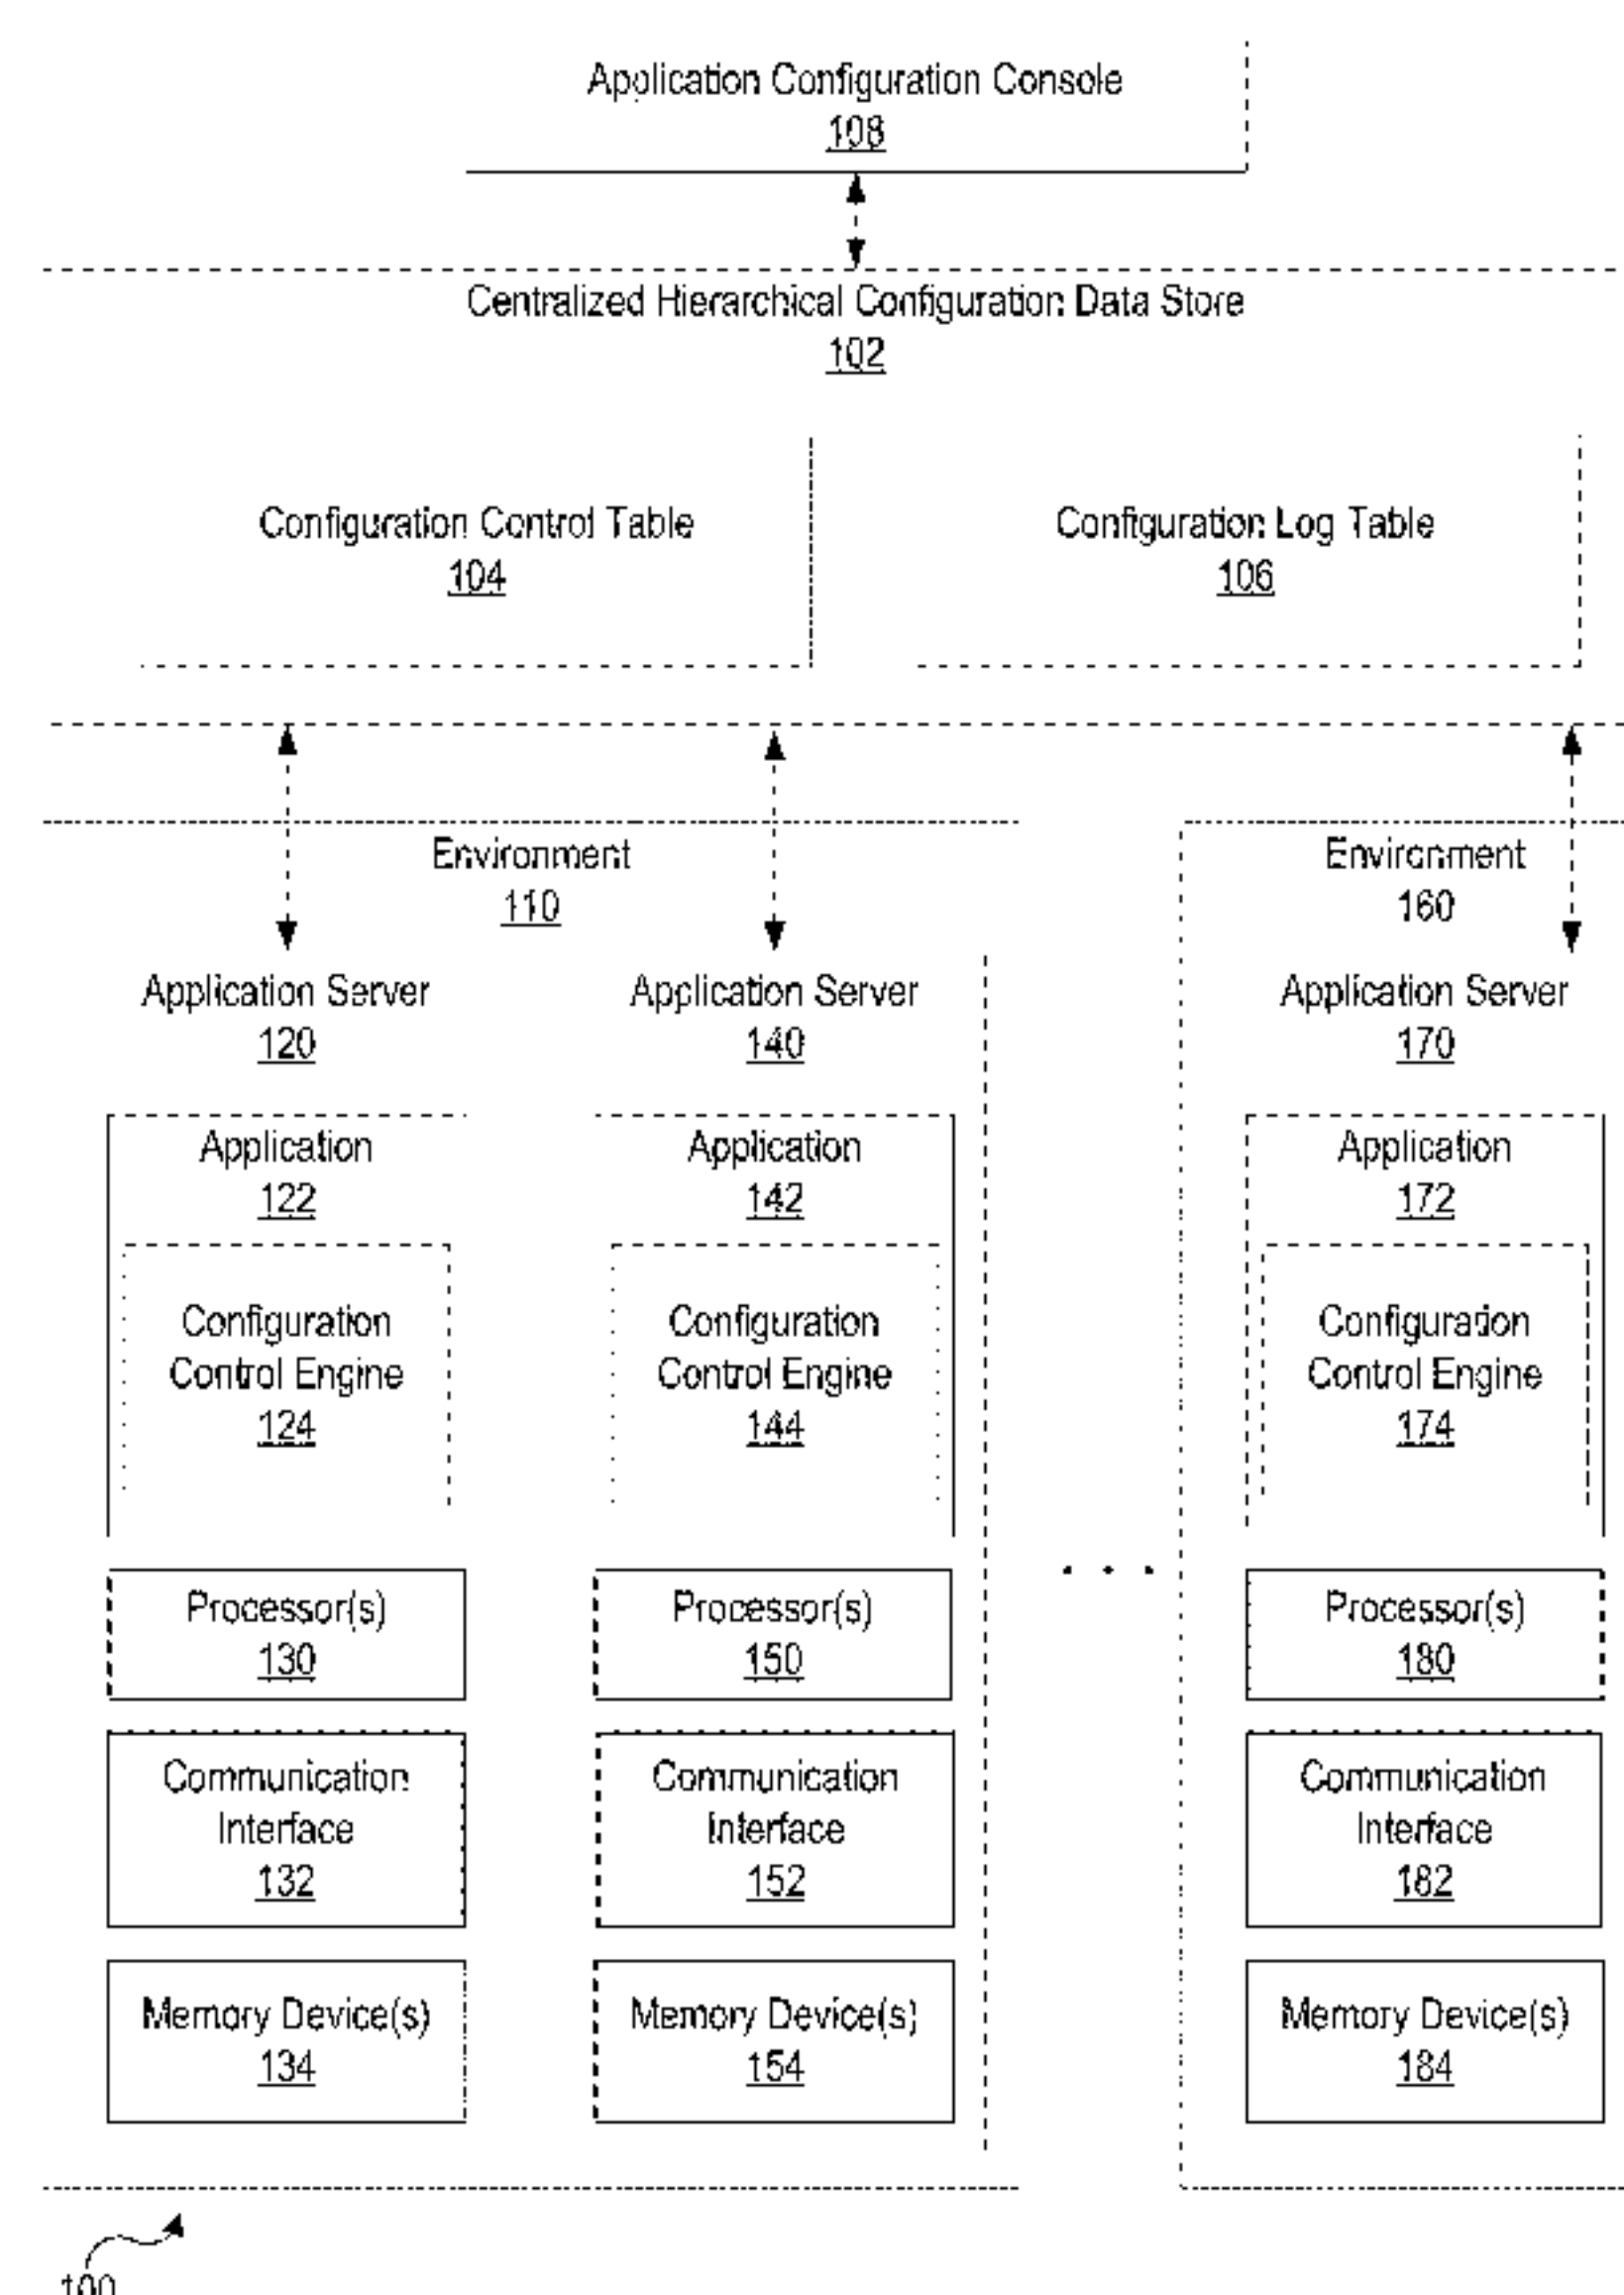 Application Configuration Console
108
Centralized Hierarchical Configuration Data Store
102
Configuration Control Table
104
Configuration Log Table
106
Environment
110
Environment
160
Application Server
120
Application Server
140
Application Server
170
Application
122
Application
142
Application
172
Configuration
Control Engine
124
Configuration
Control Engine
144
Configuration
Control Engine
174
. . .
Processor(s)
130
Processor(s)
150
Processor(s)
180
Communication
Interface
132
Communication
Interface
152
Communication
Interface
182
Memory Device(s)
134
Memory Device(s)
154
Memory Device(s)
184
100